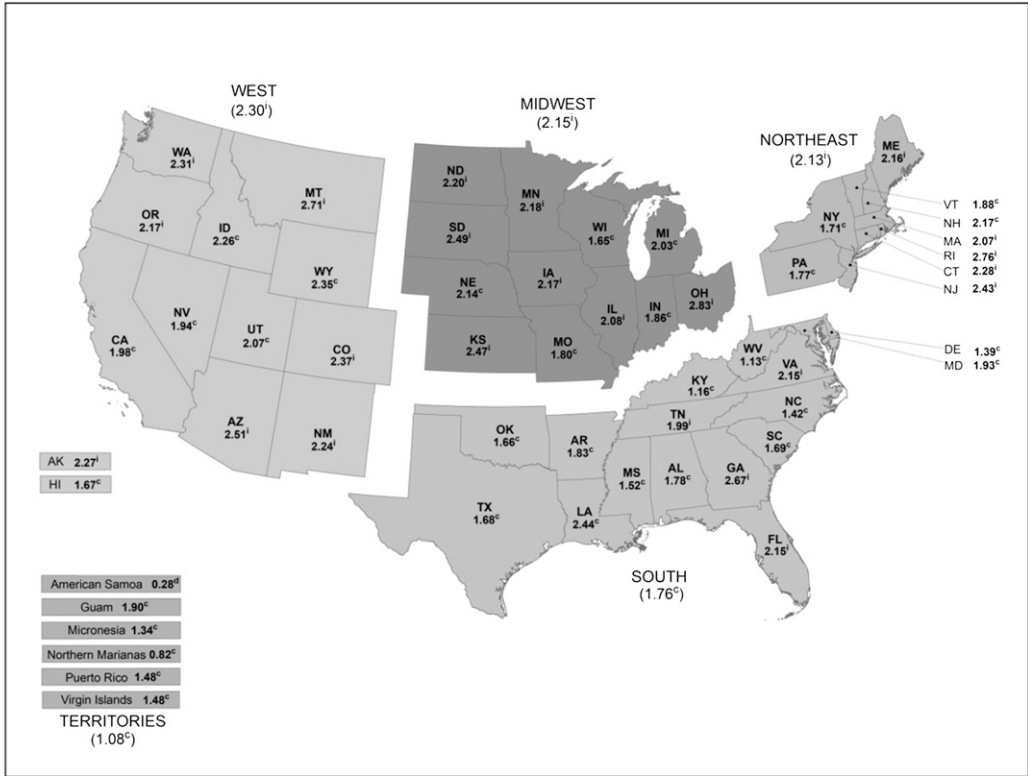 WEST
(2.30ⁱ)
MIDWEST
(2.15ⁱ)
NORTHEAST
(2.13ⁱ)
WA
2.31ⁱ
MT
2.71ⁱ
OR
2.17ⁱ
ID
2.26ᶜ
WY
2.35ᶜ
NV
1.94ᶜ
UT
2.07ᶜ
CA
1.98ᶜ
CO
2.37ⁱ
AZ
2.51ⁱ
NM
2.24ⁱ
AK 2.27ⁱ
HI 1.67ᶜ
ND
2.20ⁱ
MN
2.18ⁱ
SD
2.49ⁱ
WI
1.65ᶜ
MI
2.03ᶜ
NE
2.14ᶜ
IA
2.17ⁱ
IL
2.08ⁱ
IN
1.86ᶜ
OH
2.83ⁱ
KS
2.47ⁱ
MO
1.80ᶜ
ME
2.16ⁱ
NY
1.71ᶜ
PA
1.77ᶜ
VT 1.88ᶜ
NH 2.17ᶜ
MA 2.07ⁱ
RI 2.76ⁱ
CT 2.28ⁱ
NJ 2.43ⁱ
DE 1.39ᶜ
MD 1.93ᶜ
WV
1.13ᶜ
VA
2.15ⁱ
KY
1.16ᶜ
NC
1.42ᶜ
TN
1.99ⁱ
SC
1.69ᶜ
OK
1.66ᶜ
AR
1.83ᶜ
MS
1.52ᶜ
AL
1.78ᶜ
GA
2.67ⁱ
TX
1.68ᶜ
LA
2.44ᶜ
FL
2.15ⁱ
SOUTH
(1.76ᶜ)
American Samoa 0.28ᵈ
Guam 1.90ᶜ
Micronesia 1.34ᶜ
Northern Marianas 0.82ᶜ
Puerto Rico 1.48ᶜ
Virgin Islands 1.48ᶜ
TERRITORIES
(1.08ᶜ)